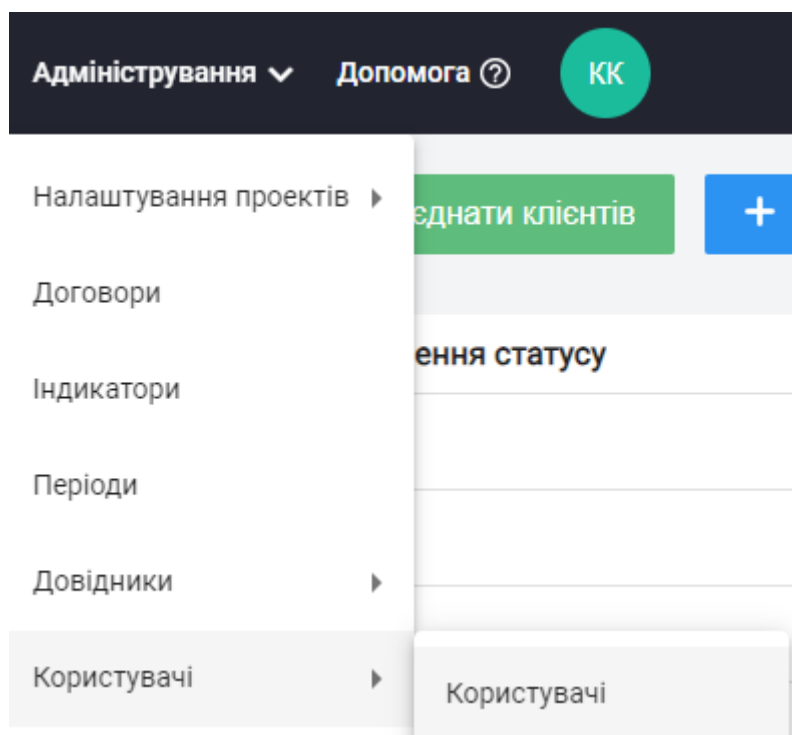 Адміністрування Допомога КК
Налаштування проектів
єднати клієнтів
Договори
ення статусу
Індикатори
Періоди
Довідники
Користувачі
Користувачі